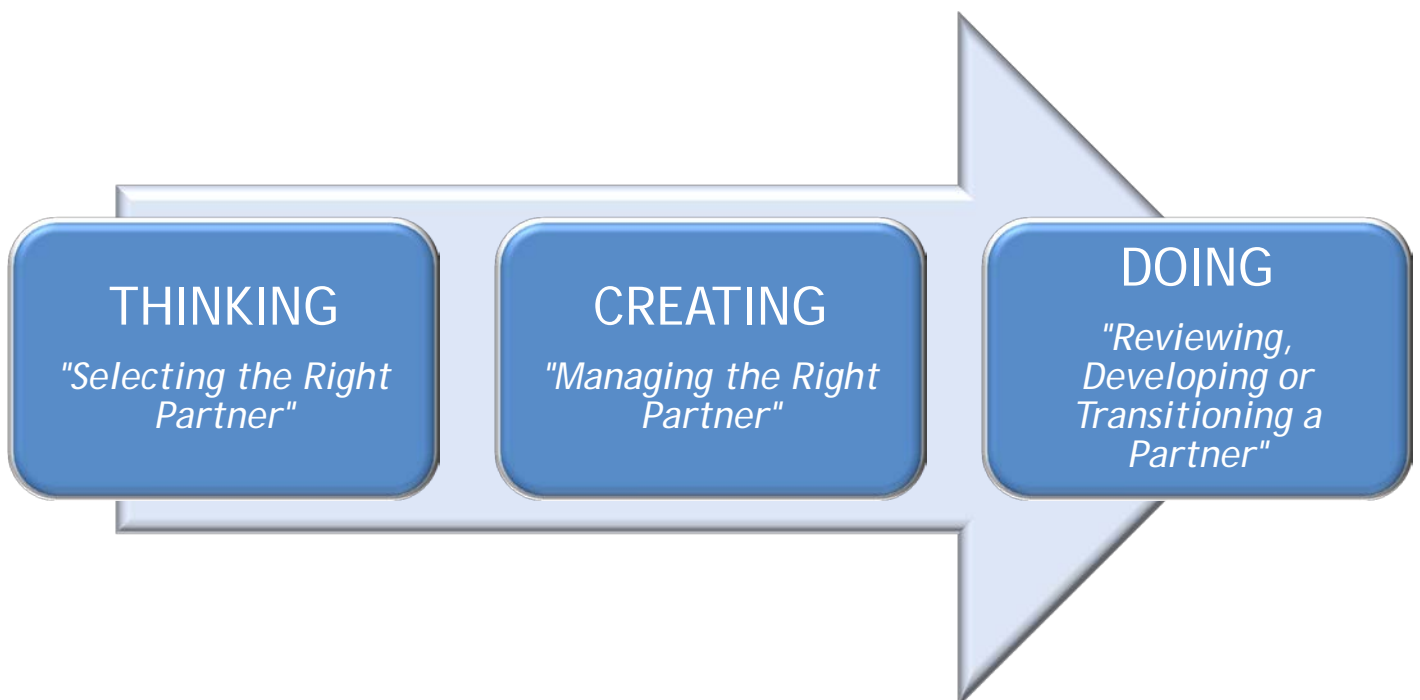 THINKING
"Selecting the Right
Partner"
CREATING
"Managing the Right
Partner"
DOING
"Reviewing,
Developing or
Transitioning a
Partner"